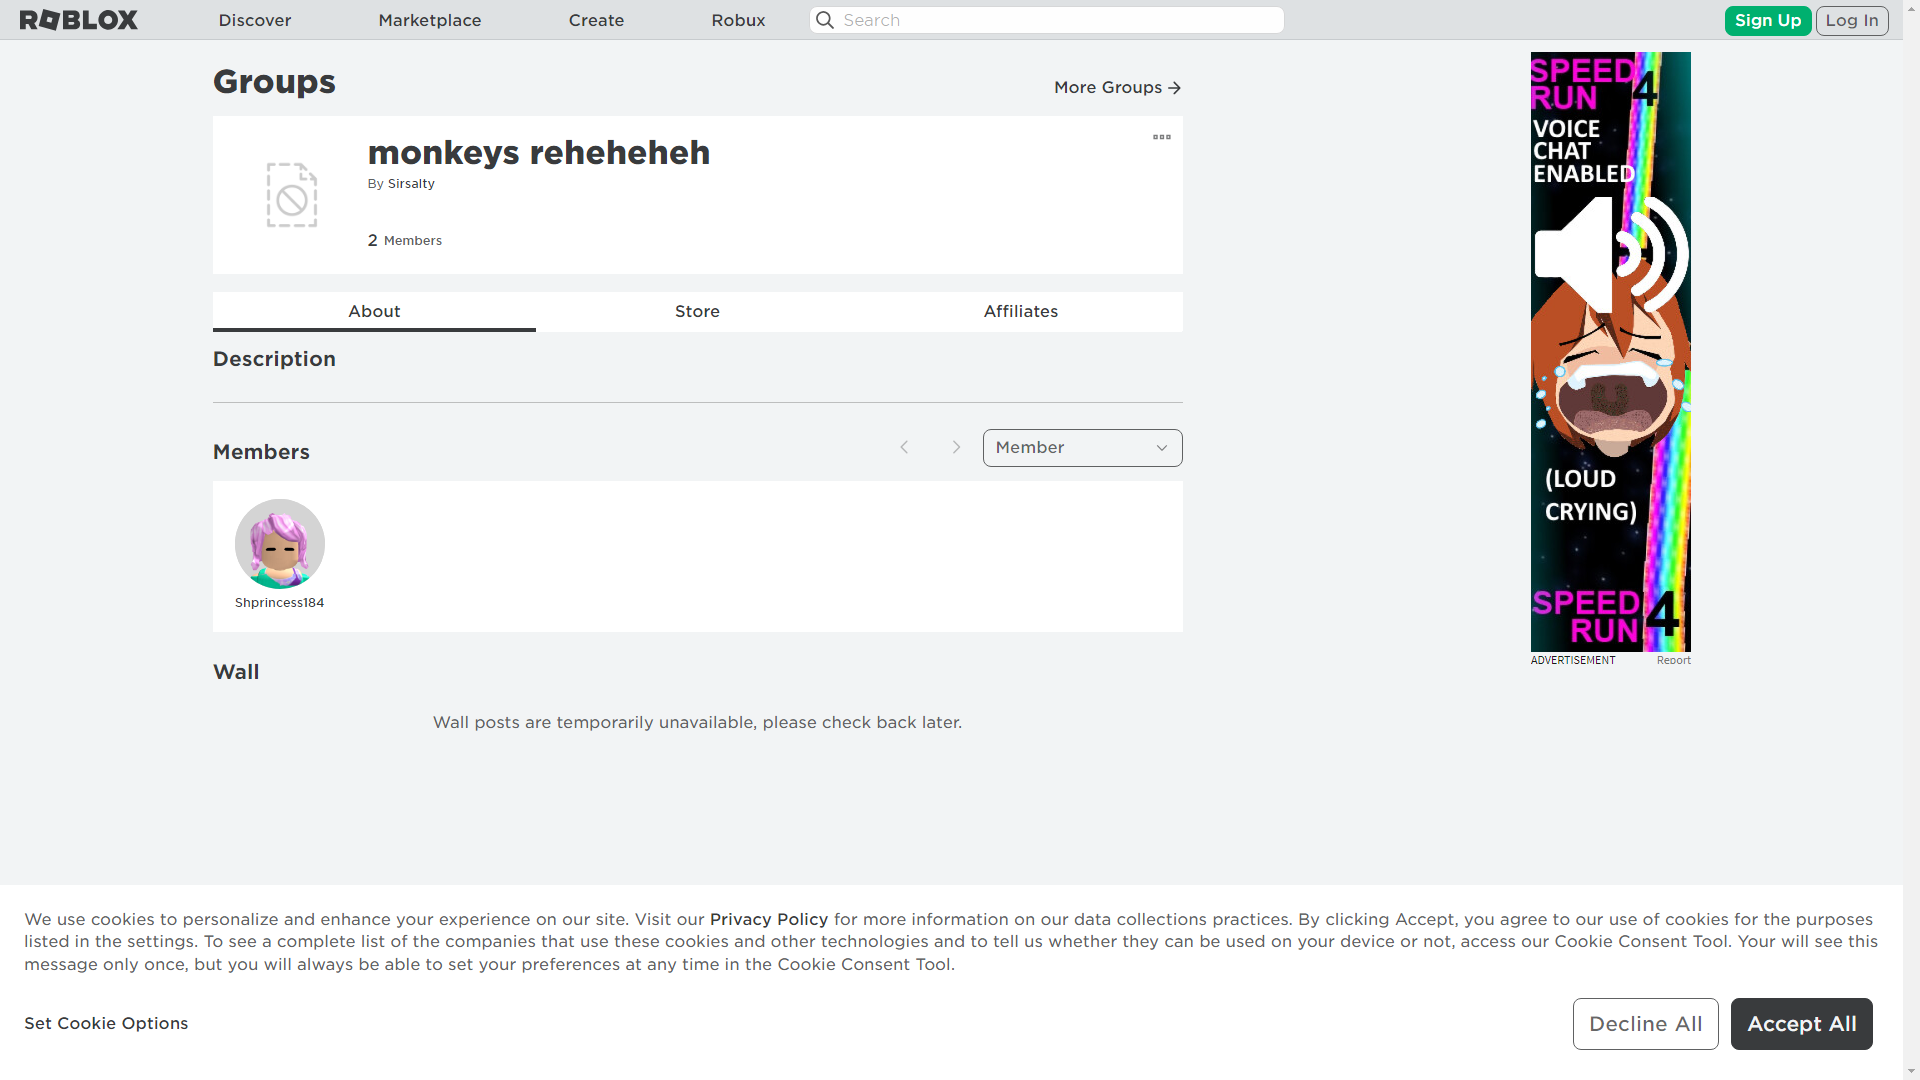 ROBLOX
Discover
Marketplace
Create
Robux
Search
Sign Up
Log In
Groups
More Groups
monkeys reheheheh
By Sirsalty
2 Members
About
Store
Affiliates
Description
Members
Member
Shprincess184
Wall
Wall posts are temporarily unavailable, please check back later.
SPEED
RUN 4
VOICE
CHAT
ENABLED
(LOUD
CRYING)
SPEED
RUN 4
ADVERTISEMENT
Report
We use cookies to personalize and enhance your experience on our site. Visit our Privacy Policy for more information on our data collections practices. By clicking Accept, you agree to our use of cookies for the purposes
listed in the settings. To see a complete list of the companies that use these cookies and other technologies and to tell us whether they can be used on your device or not, access our Cookie Consent Tool. Your will see this
message only once, but you will always be able to set your preferences at any time in the Cookie Consent Tool.
Set Cookie Options
Decline All
Accept All